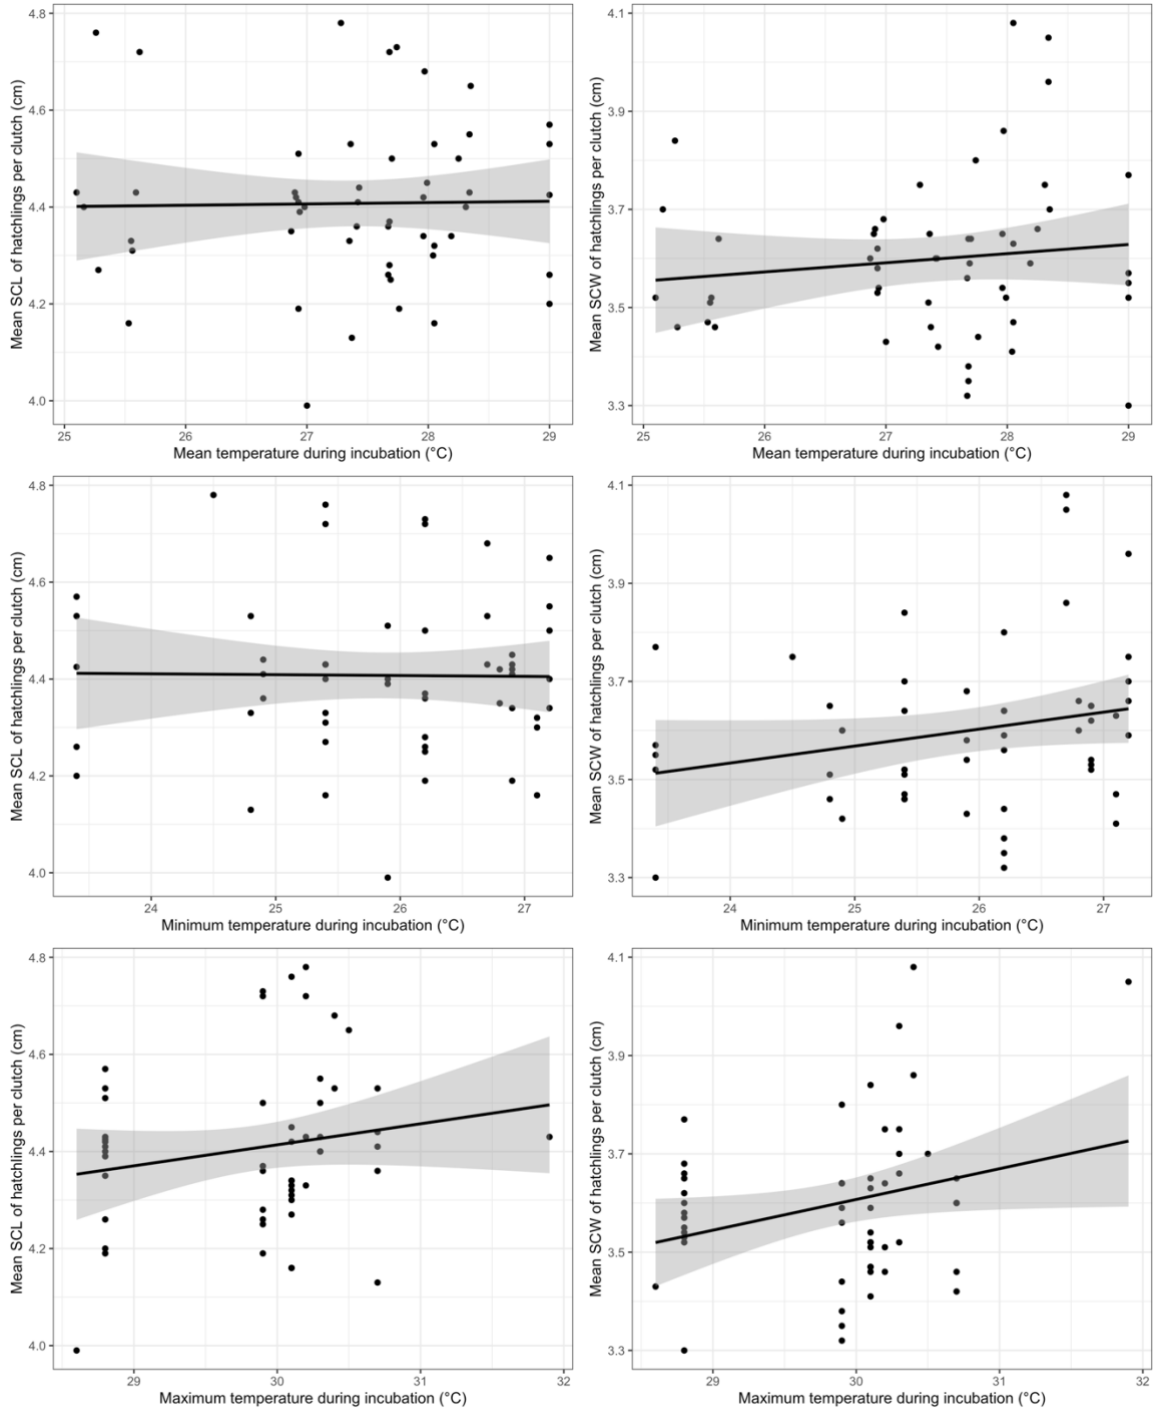 4.8
4.6
4.4
4.2
4.0
Mean SCL of hatchlings per clutch (cm)
25 26 27 28 29
Mean temperature during incubation (°C)
4.1
3.9
3.7
3.5
3.3
Mean SCW of hatchlings per clutch (cm)
25 26 27 28 29
Mean temperature during incubation (°C)
4.8
4.6
4.4
4.2
4.0
Mean SCL of hatchlings per clutch (cm)
24 25 26 27
Minimum temperature during incubation (°C)
4.1
3.9
3.7
3.5
3.3
Mean SCW of hatchlings per clutch (cm)
24 25 26 27
Minimum temperature during incubation (°C)
4.8
4.6
4.4
4.2
4.0
Mean SCL of hatchlings per clutch (cm)
29 30 31 32
Maximum temperature during incubation (°C)
4.1
3.9
3.7
3.5
3.3
Mean SCW of hatchlings per clutch (cm)
29 30 31 32
Maximum temperature during incubation (°C)